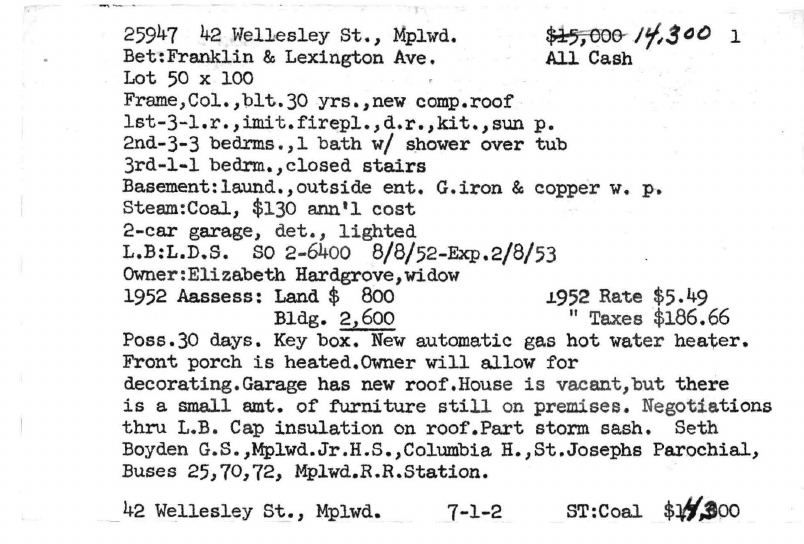 25947 42 Wellesley St., Mplwd. $15,000 14,300 1
Bet:Franklin & Lexington Ave. All Cash
Lot 50 x 100
Frame,Col.,blt.30 yrs.,new comp.roof
1st-3-l.r.,imit.firepl.,d.r.,kit.,sun p.
2nd-3-3 bedrms.,1 bath w/ shower over tub
3rd-1-1 bedrm.,closed stairs
Basement:laund.,outside ent. G.iron & copper w. p.
Steam:Coal, $130 ann'l cost
2-car garage, det., lighted
L.B:L.D.S. SO 2-6400 8/8/52-Exp.2/8/53
Owner:Elizabeth Hardgrove,widow
1952 Aassess: Land $ 800 1952 Rate $5.49
Bldg. 2,600 " Taxes $186.66
Poss.30 days. Key box. New automatic gas hot water heater.
Front porch is heated.Owner will allow for
decorating.Garage has new roof.House is vacant,but there
is a small amt. of furniture still on premises. Negotiations
thru L.B. Cap insulation on roof.Part storm sash. Seth
Boyden G.S.,Mplwd.Jr.H.S.,Columbia H.,St.Josephs Parochial,
Buses 25,70,72, Mplwd.R.R.Station.
42 Wellesley St., Mplwd. 7-1-2 ST:Coal $14,300